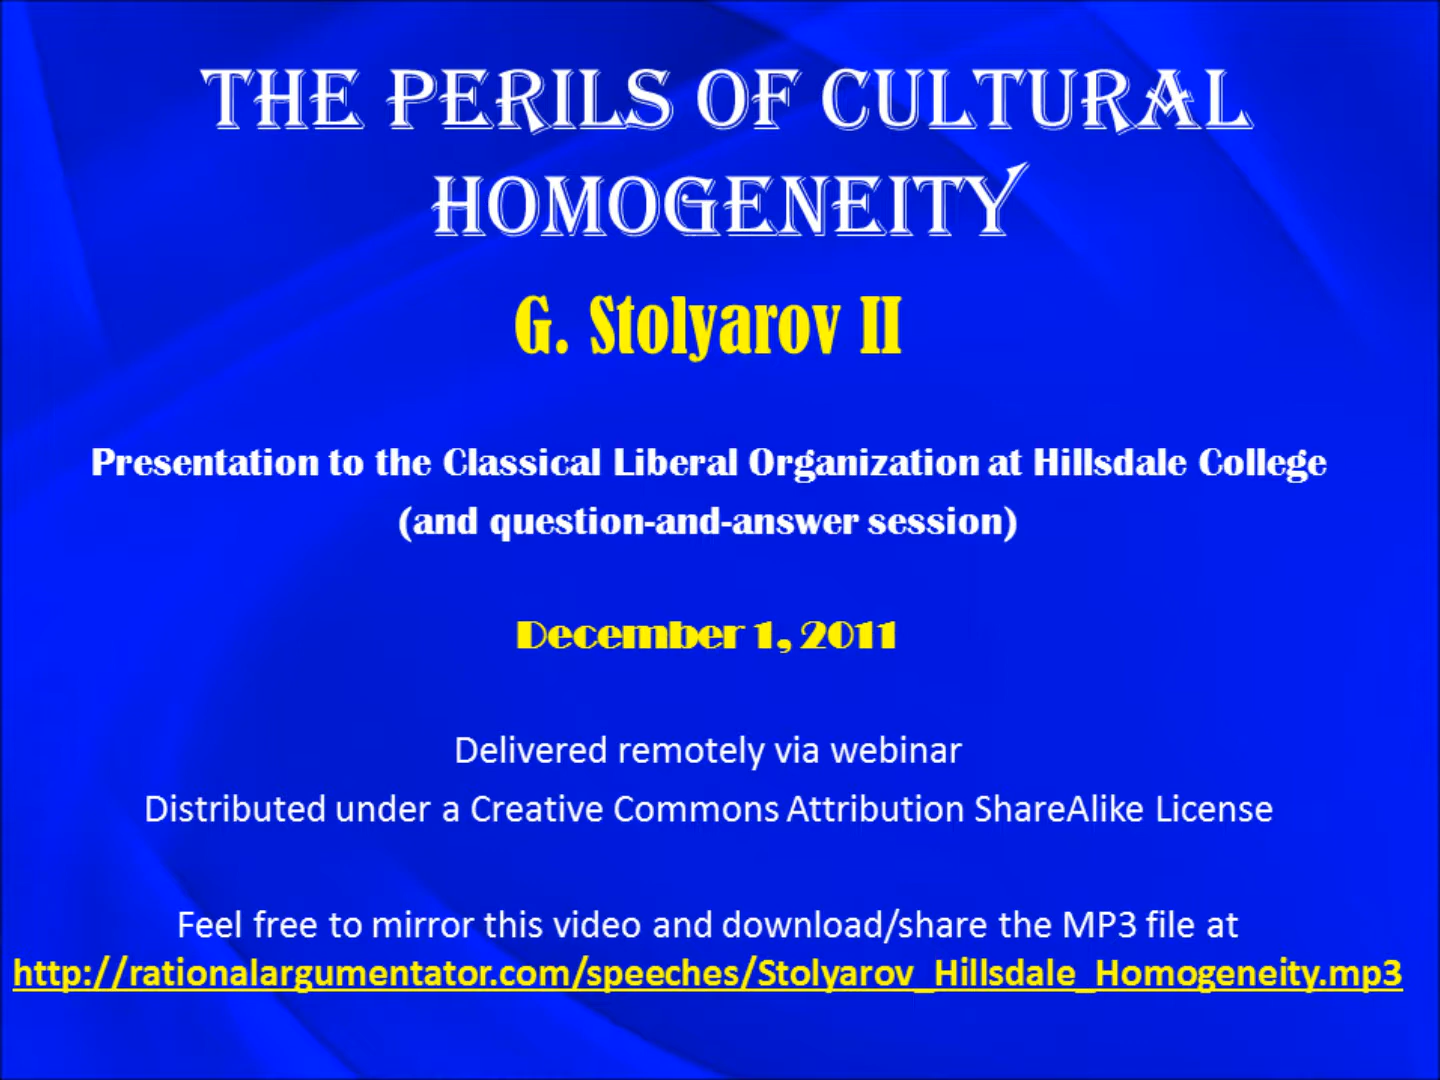 THE PERILS OF CULTURAL
HOMOGENEITY
G. Stolyarov II
Presentation to the Classical Liberal Organization at Hillsdale College
(and question-and-answer session)
December 1, 2011
Delivered remotely via webinar
Distributed under a Creative Commons Attribution ShareAlike License
Feel free to mirror this video and download/share the MP3 file at
http://rationalargumentator.com/speeches/Stolyarov_Hillsdale_Homogeneity.mp3